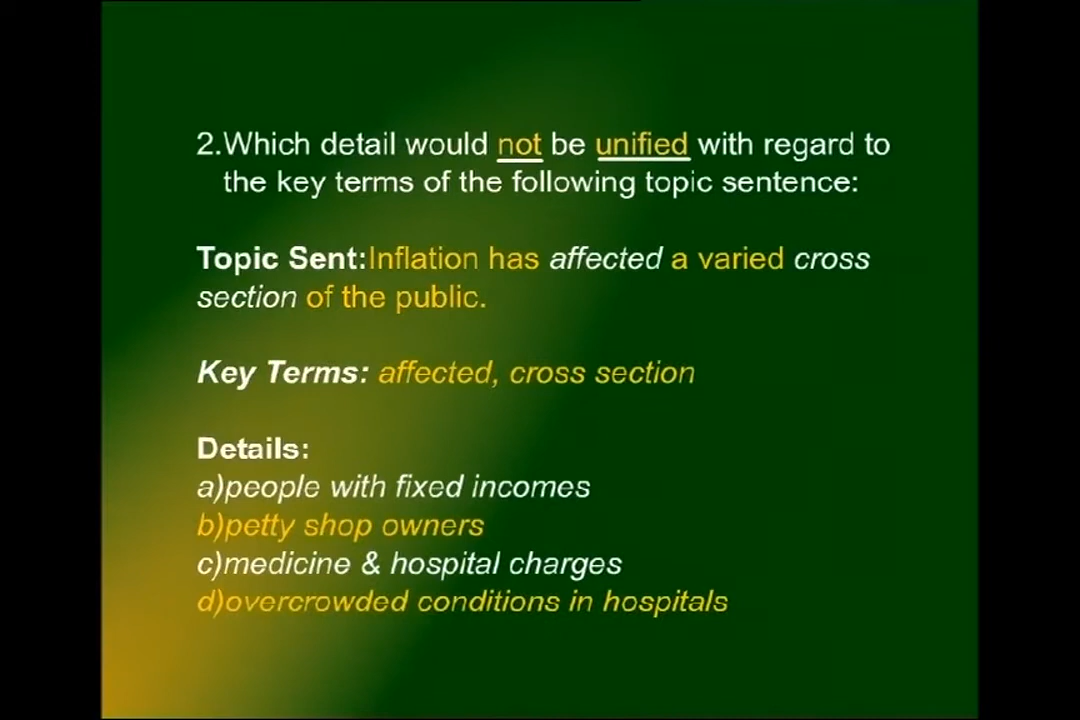 2.Which detail would not be unified with regard to
the key terms of the following topic sentence:
Topic Sent:Inflation has affected a varied cross
section of the public.
Key Terms: affected, cross section
Details:
a)people with fixed incomes
b)petty shop owners
c)medicine & hospital charges
d)overcrowded conditions in hospitals